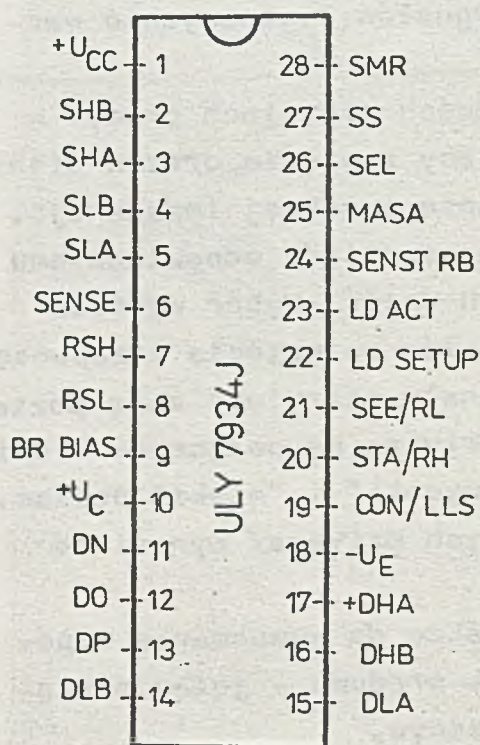 +UCC 1 28 SMR
SHB 2 27 SS
SHA 3 26 SEL
SLB 4 25 MASA
SLA 5 24 SENST RB
SENSE 6 23 LD ACT
RSH 7 22 LD SETUP
RSL 8 21 SEE/RL
BR BIAS 9 20 STA/RH
+UC 10 19 CON/LLS
DN 11 18 -UE
DO 12 17 +DHA
DP 13 16 DHB
DLB 14 15 DLA
ULY 7934J